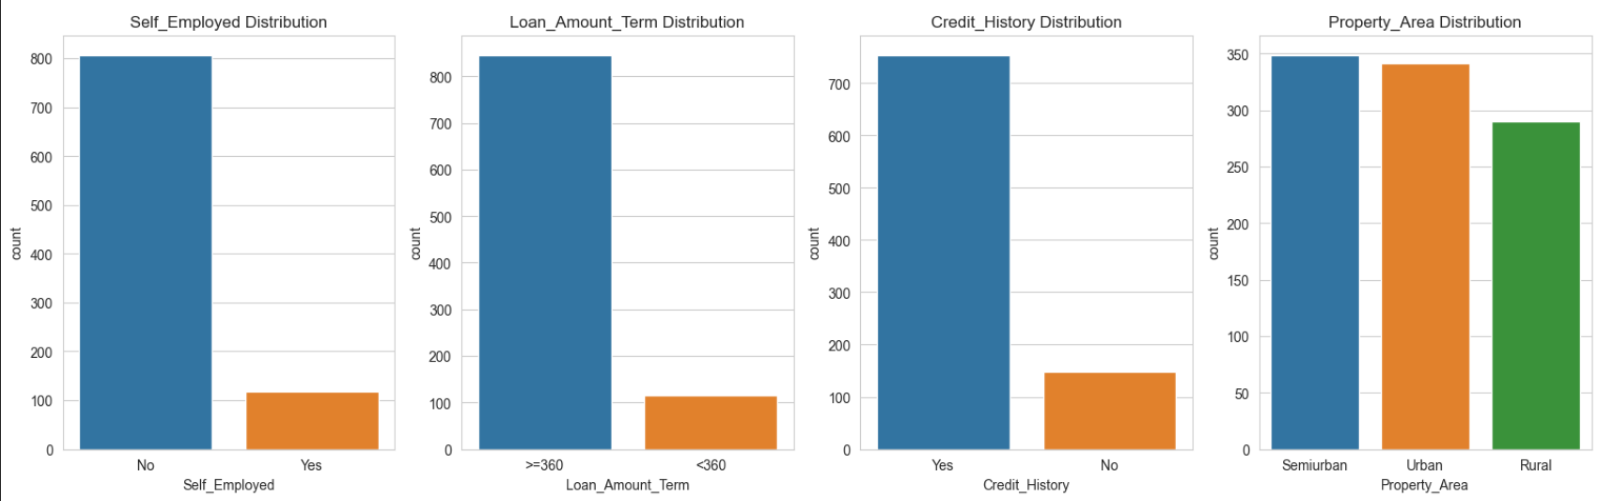 Self_Employed Distribution
count
800
700
600
500
400
300
200
100
0
No Yes
Self_Employed
Loan_Amount_Term Distribution
count
800
700
600
500
400
300
200
100
0
>=360 <360
Loan_Amount_Term
Credit_History Distribution
count
700
600
500
400
300
200
100
0
Yes No
Credit_History
Property_Area Distribution
count
350
300
250
200
150
100
50
0
Semiurban Urban Rural
Property_Area